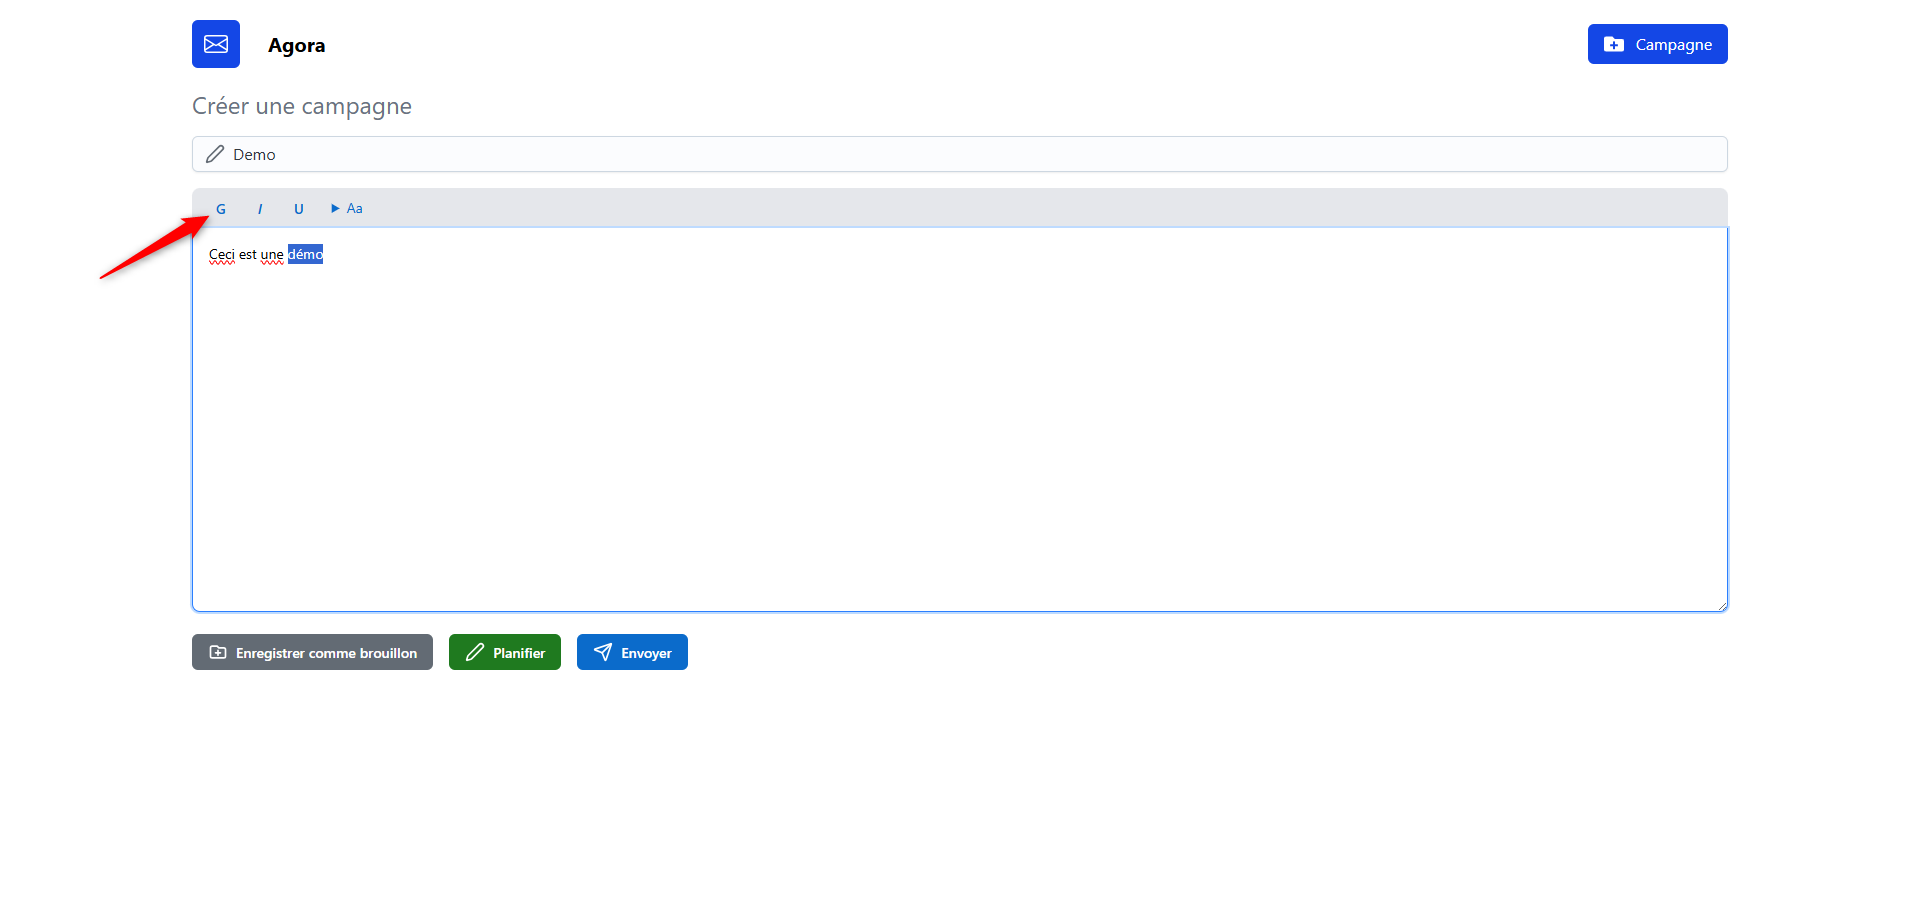 Agora
Campagne
Créer une campagne
Demo
G I U Aa
Ceci est une démo
Enregistrer comme brouillon Planifier Envoyer